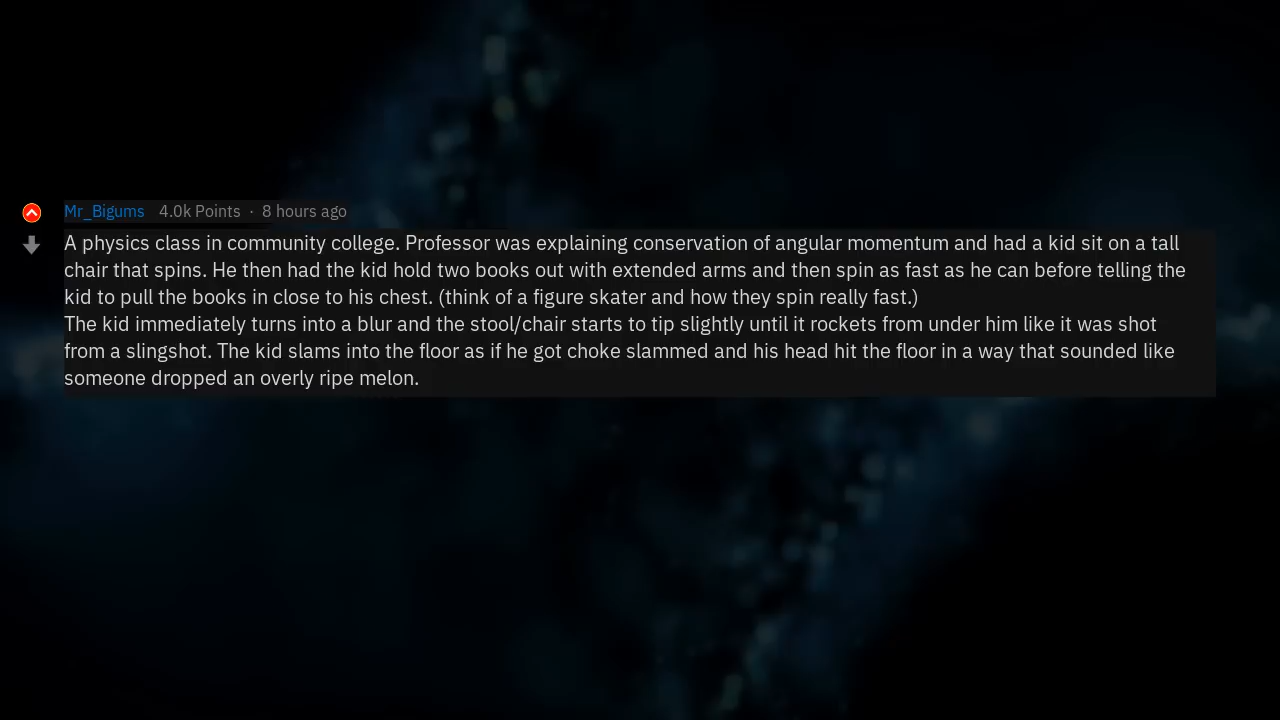 Mr_Bigums 4.0k Points · 8 hours ago
A physics class in community college. Professor was explaining conservation of angular momentum and had a kid sit on a tall
chair that spins. He then had the kid hold two books out with extended arms and then spin as fast as he can before telling the
kid to pull the books in close to his chest. (think of a figure skater and how they spin really fast.)
The kid immediately turns into a blur and the stool/chair starts to tip slightly until it rockets from under him like it was shot
from a slingshot. The kid slams into the floor as if he got choke slammed and his head hit the floor in a way that sounded like
someone dropped an overly ripe melon.